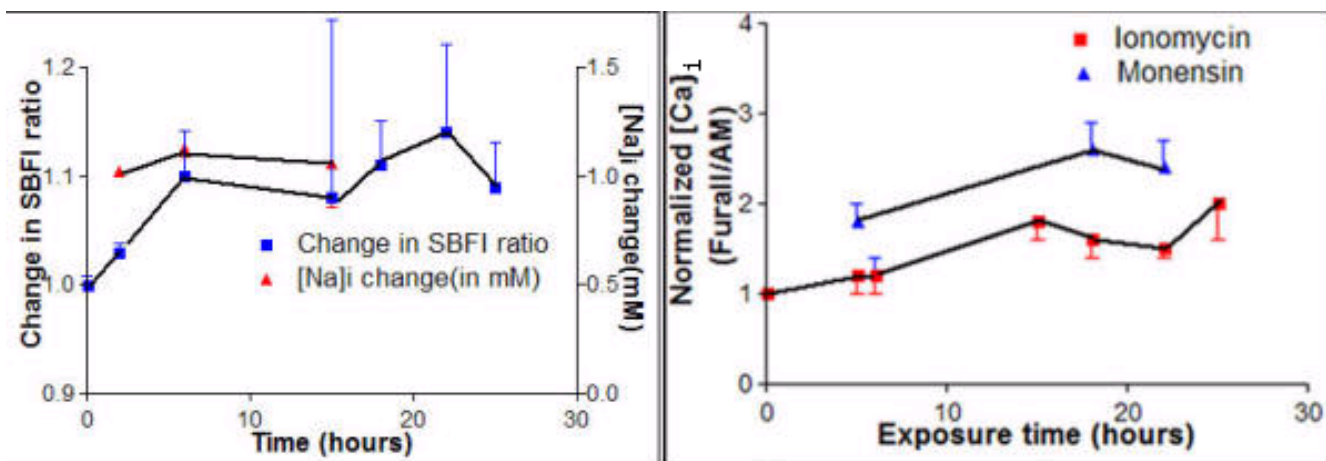 Change in SBFI ratio
1.2
1.1
1.0
0.9
0
10
20
30
Time (hours)
1.5
1.0
0.5
0.0
[Na]i change(mM)
Change in SBFI ratio
[Na]i change(in mM)
Normalized [Ca]i
(FuraII/AM)
4
3
2
1
0
0
10
20
30
Exposure time (hours)
Ionomycin
Monensin